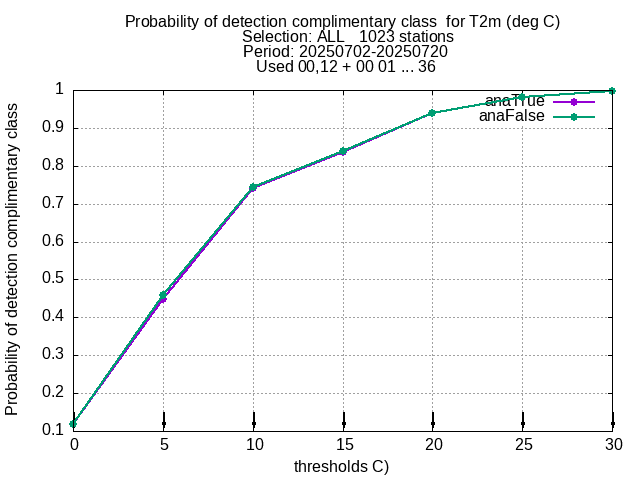 Probability of detection complimentary class  for T2m (deg C)
Selection: ALL   1023 stations
Period: 20250702-20250720
Used 00,12 + 00 01 ... 36
Probability of detection complimentary class
1
0.9
0.8
0.7
0.6
0.5
0.4
0.3
0.2
0.1
anaTrue
anaFalse
0 5 10 15 20 25 30
thresholds C)